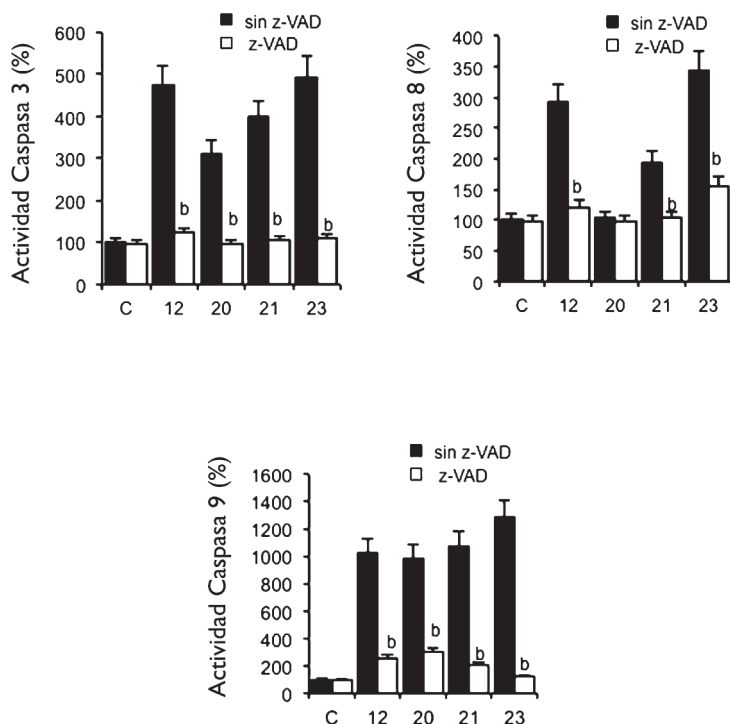 sin z-VAD
z-VAD
Actividad Caspasa 3 (%)
600
500
400
300
200
100
0
b
b
b
b
C 12 20 21 23
sin z-VAD
z-VAD
Actividad Caspasa 8 (%)
400
350
300
250
200
150
100
50
0
b
b
b
C 12 20 21 23
sin z-VAD
z-VAD
Actividad Caspasa 9 (%)
1600
1400
1200
1000
800
600
400
200
0
b
b
b
b
C 12 20 21 23